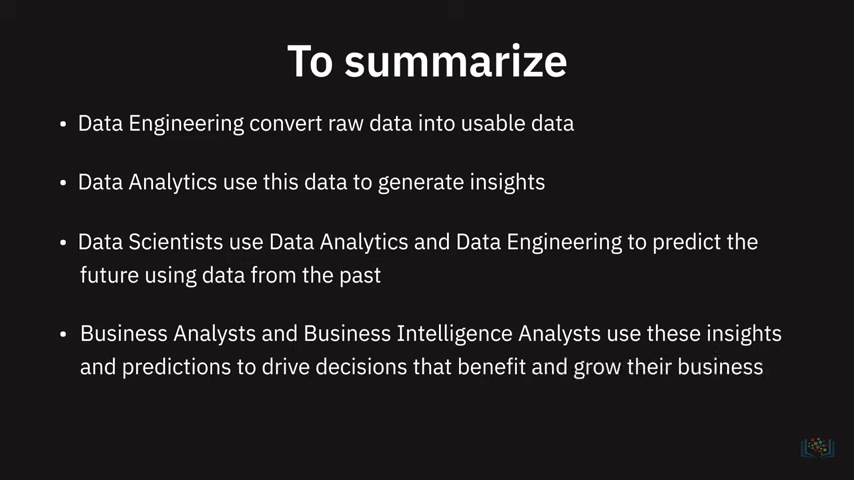 To summarize
• Data Engineering convert raw data into usable data
• Data Analytics use this data to generate insights
• Data Scientists use Data Analytics and Data Engineering to predict the
future using data from the past
• Business Analysts and Business Intelligence Analysts use these insights
and predictions to drive decisions that benefit and grow their business